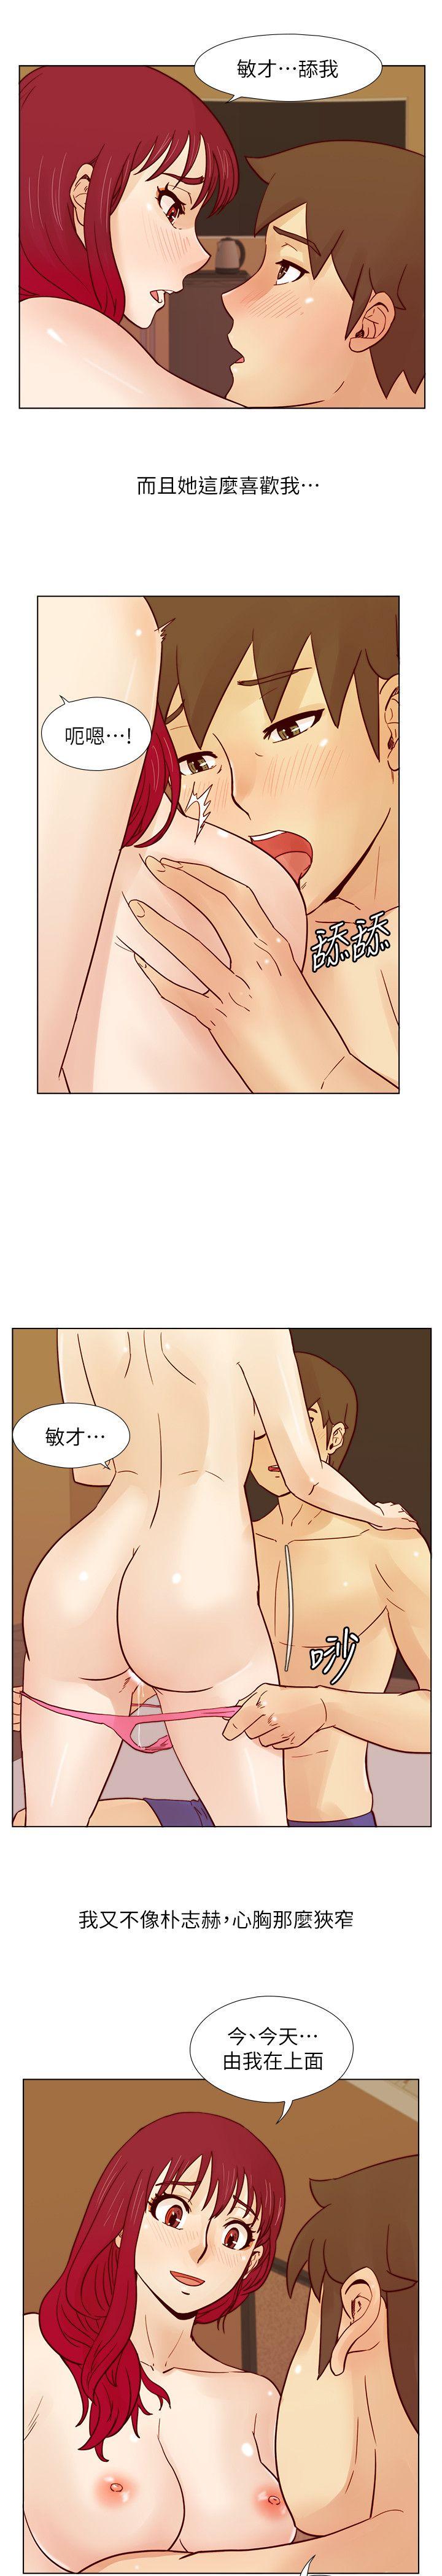 敏才…舔我
而且她這麼喜歡我…
呃嗯…!
舔舔
敏才…
唦
我又不像朴志赫，心胸那麼狹窄
今、今天…
由我在上面